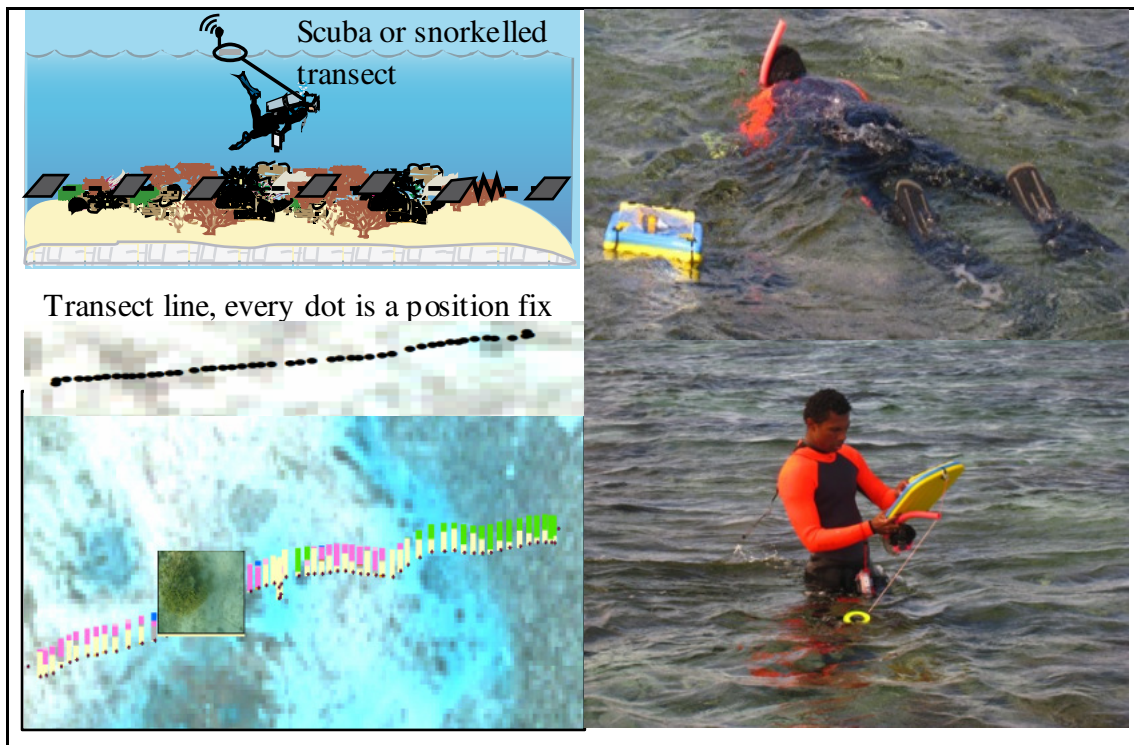 Scuba or snorkelled
transect
Transect line, every dot is a position fix